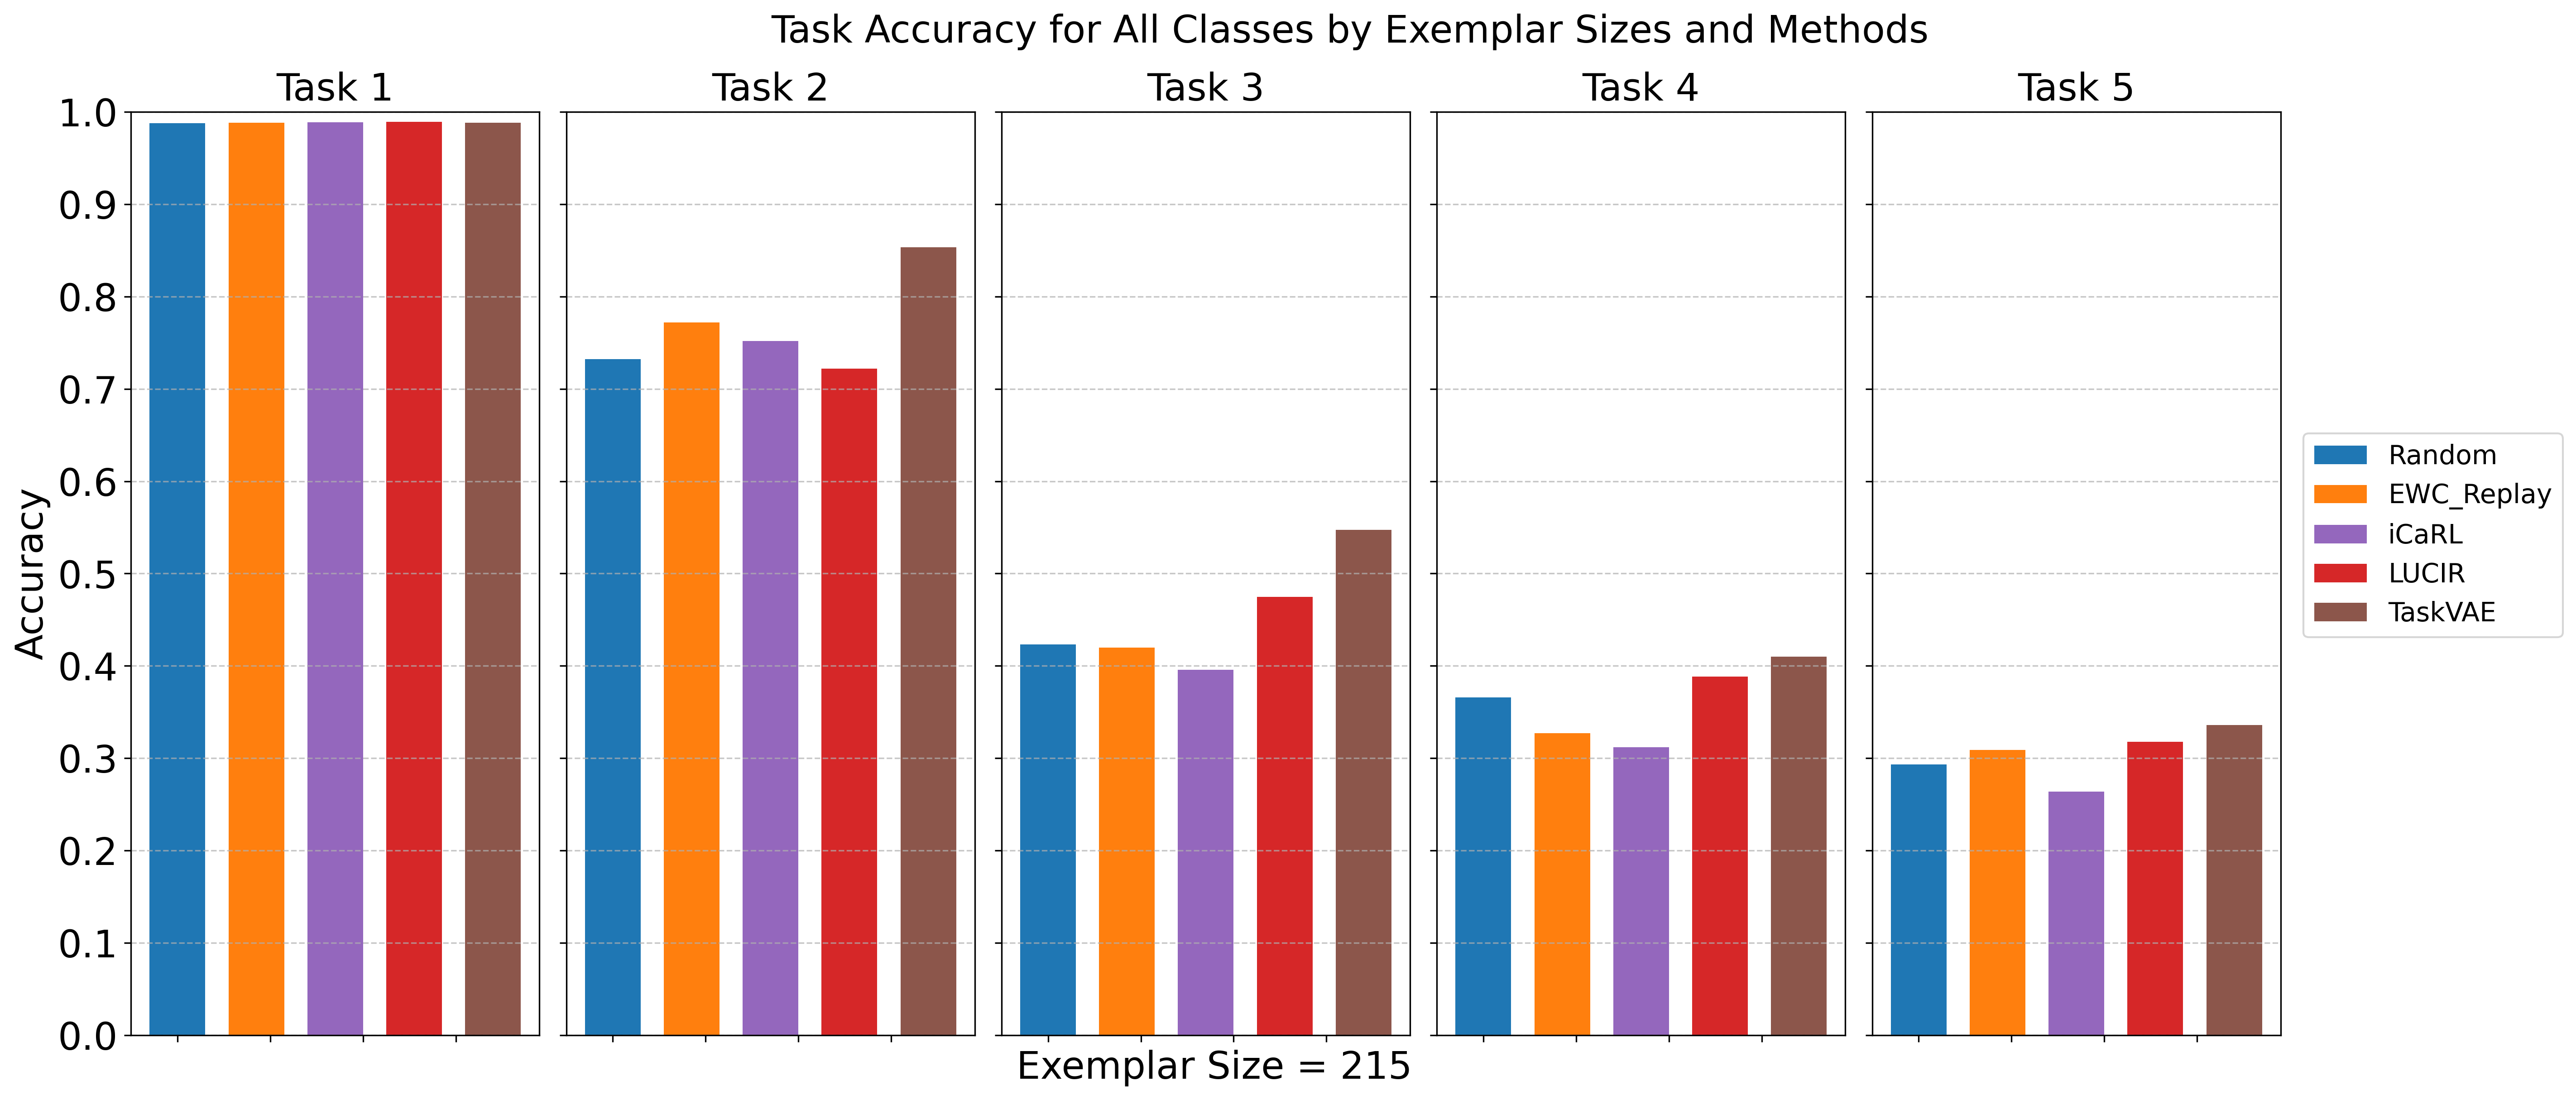 Task Accuracy for All Classes by Exemplar Sizes and Methods
Task 1
Task 2
Task 3
Task 4
Task 5
1.0
0.9
0.8
0.7
0.6
0.5
0.4
0.3
0.2
0.1
0.0
Accuracy
Random
EWC_Replay
iCaRL
LUCIR
TaskVAE
Exemplar Size = 215